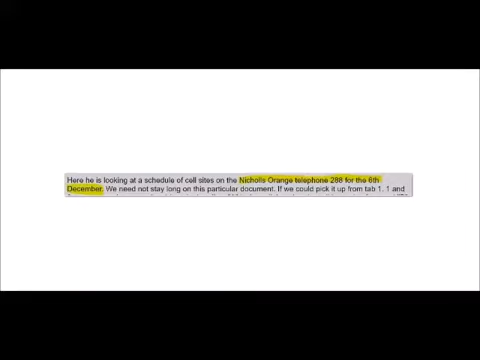 Here he is looking at a schedule of cell sites on the Nicholls Orange telephone 288 for the 6th
December. We need not stay long on this particular document. If we could pick it up from tab 1. 1 and